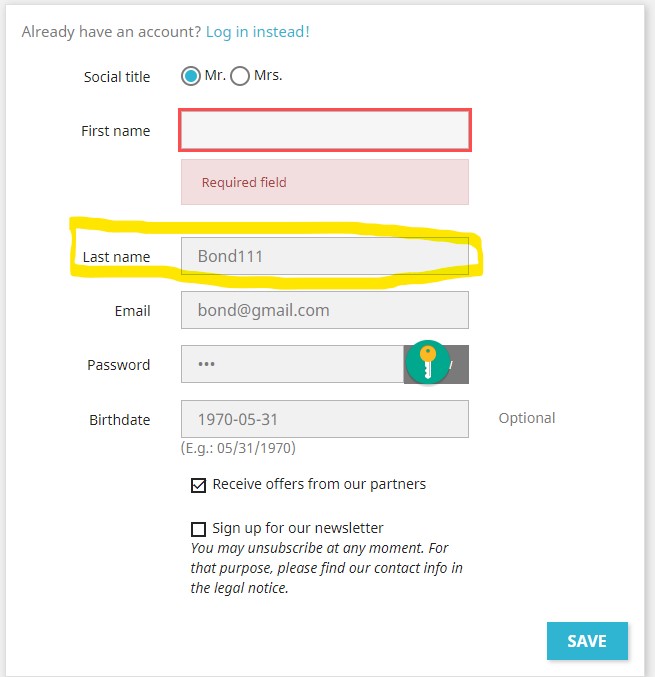 Already have an account? Log in instead!
Social title Mr. Mrs.
First name
Required field
Last name Bond111
Email bond@gmail.com
Password •••
Birthdate 1970-05-31 Optional
(E.g.: 05/31/1970)
Receive offers from our partners
Sign up for our newsletter
You may unsubscribe at any moment. For
that purpose, please find our contact info in
the legal notice.
SAVE